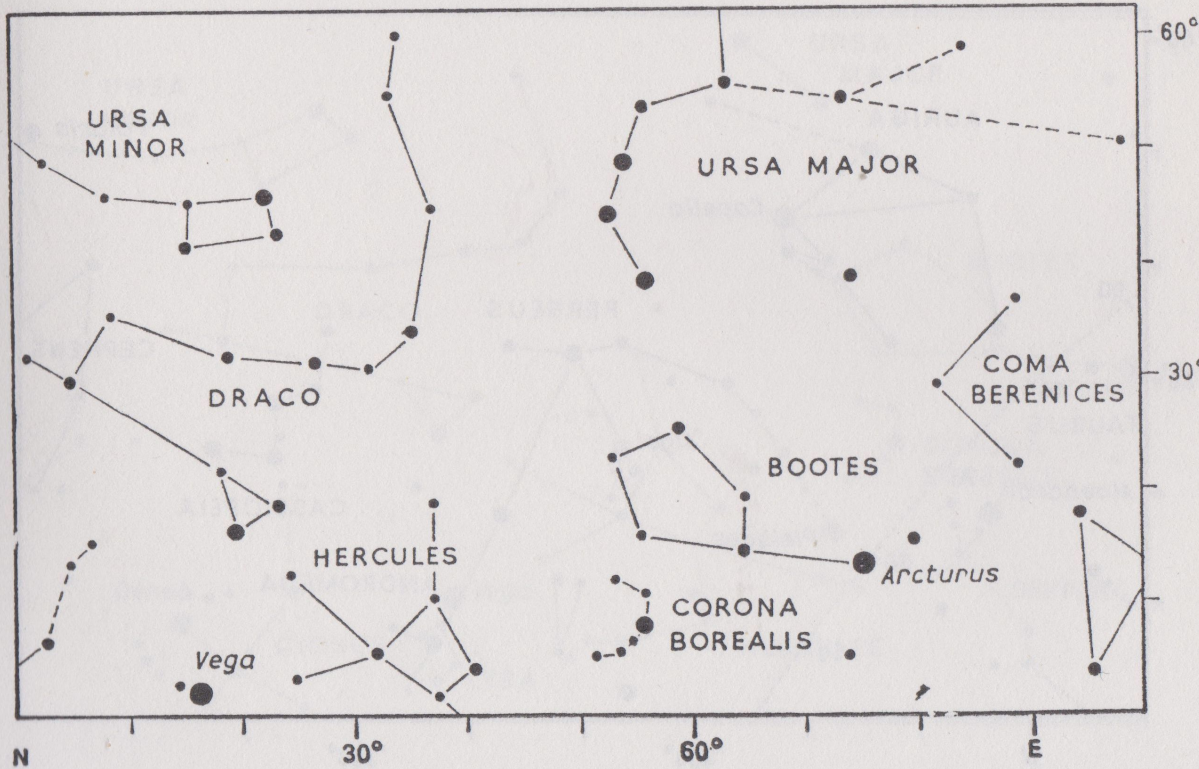 60°
URSA
MINOR
URSA MAJOR
30°
COMA
BERENICES
DRACO
BOOTES
HERCULES
Arcturus
CORONA
BOREALIS
Vega
N
30°
60°
E